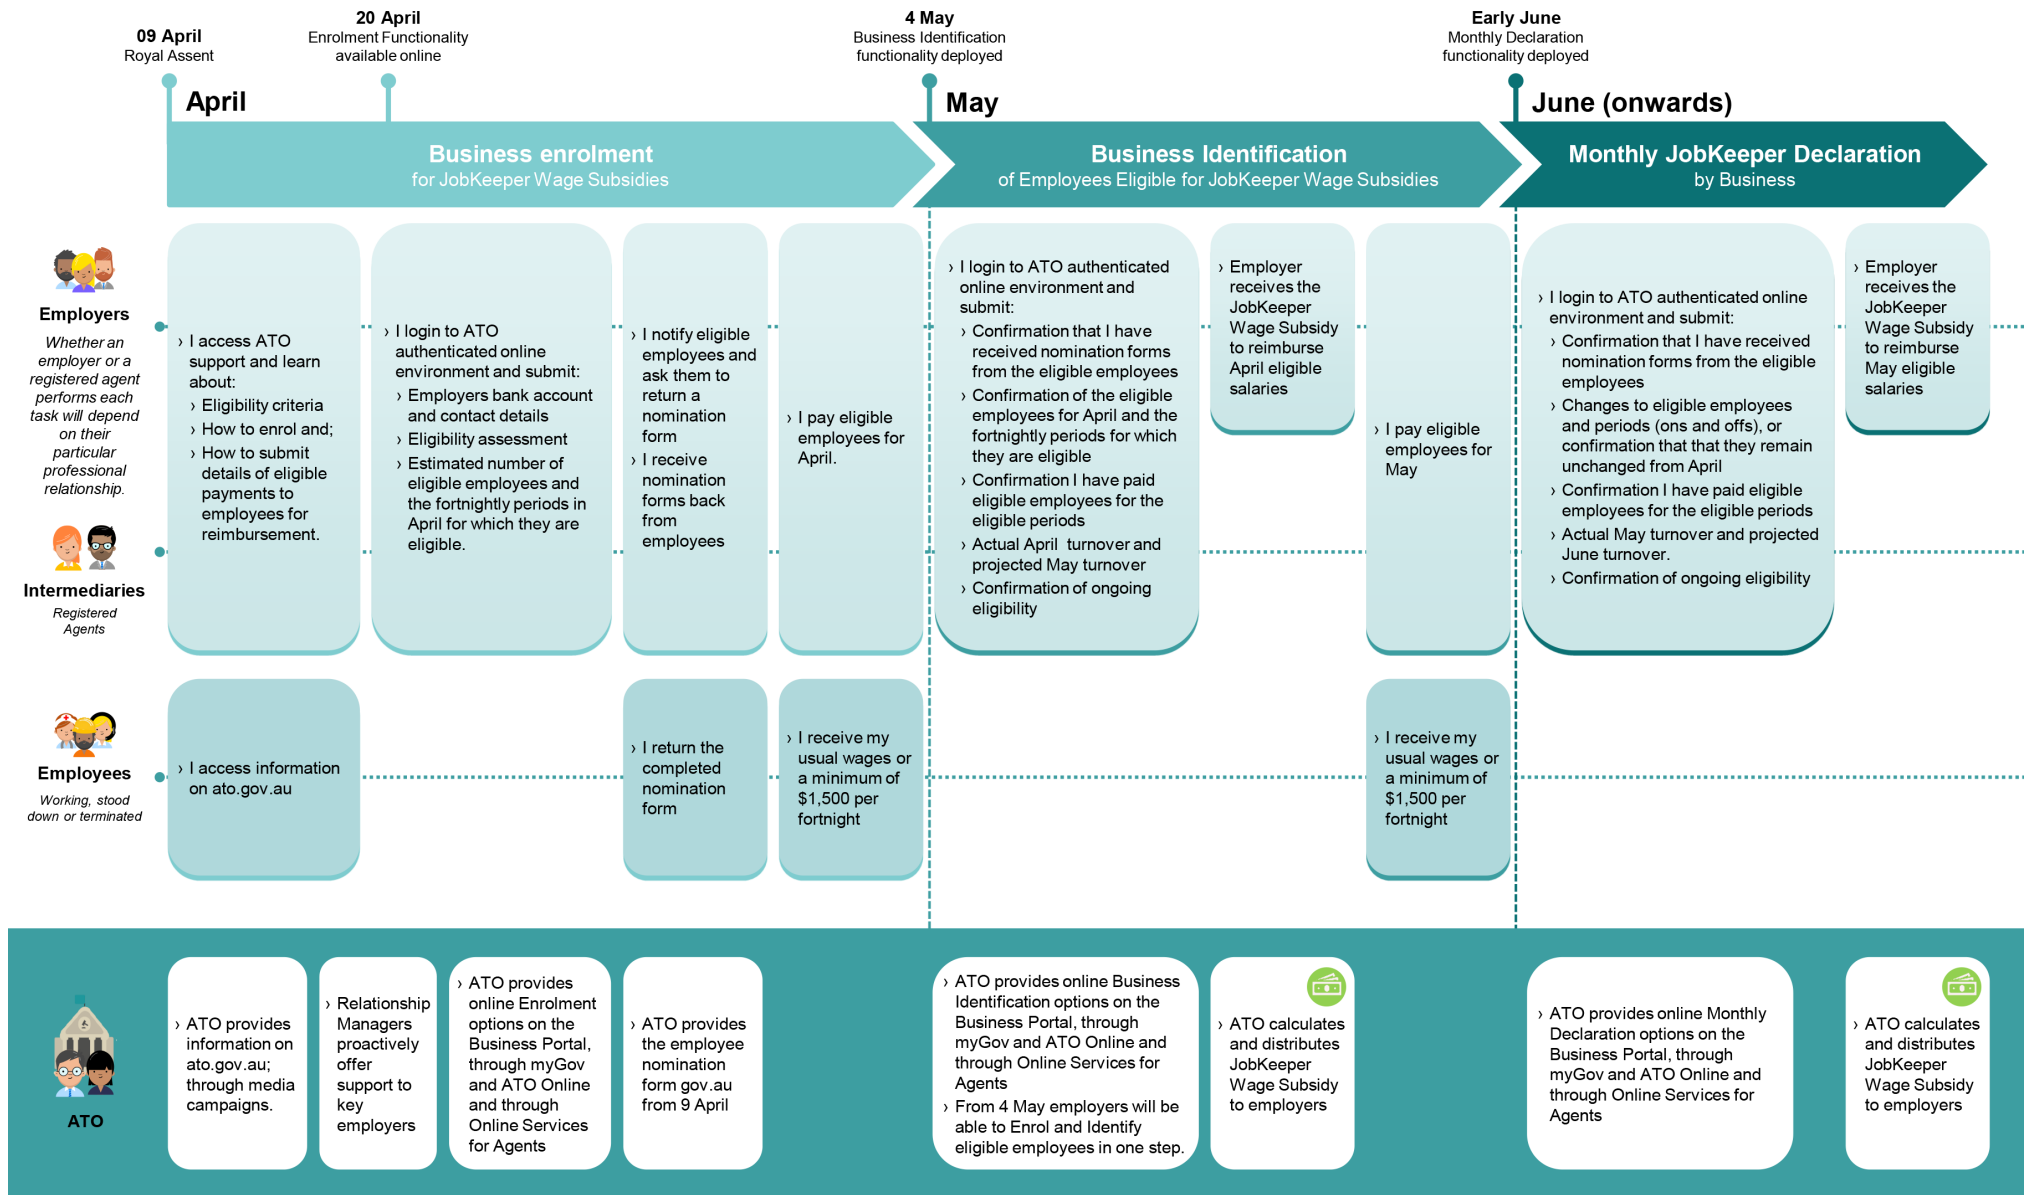 09 April
Royal Assent
20 April
Enrolment Functionality
available online
4 May
Business Identification
functionality deployed
Early June
Monthly Declaration
functionality deployed
April
May
June (onwards)
Business enrolment
for JobKeeper Wage Subsidies
Business Identification
of Employees Eligible for JobKeeper Wage Subsidies
Monthly JobKeeper Declaration
by Business
Employers
Whether an
employer or a
registered agent
performs each
task will depend
on their
particular
professional
relationship.
Intermediaries
Registered
Agents
› I access ATO
support and learn
about:
› Eligibility criteria
› How to enrol and;
› How to submit
details of eligible
payments to
employees for
reimbursement.
› I login to ATO
authenticated online
environment and submit:
› Employers bank account
and contact details
› Eligibility assessment
› Estimated number of
eligible employees and
the fortnightly periods in
April for which they are
eligible.
› I notify eligible
employees and
ask them to
return a
nomination
form
› I receive
nomination
forms back
from
employees
› I pay eligible
employees for
April.
› I login to ATO authenticated
online environment and
submit:
› Confirmation that I have
received nomination forms
from the eligible employees
› Confirmation of the eligible
employees for April and the
fortnightly periods for which
they are eligible
› Confirmation I have paid
eligible employees for the
eligible periods
› Actual April turnover and
projected May turnover
› Confirmation of ongoing
eligibility
› Employer
receives the
JobKeeper
Wage Subsidy
to reimburse
April eligible
salaries
› I pay eligible
employees for
May
› I login to ATO authenticated online
environment and submit:
› Confirmation that I have received
nomination forms from the eligible
employees
› Changes to eligible employees
and periods (ons and offs), or
confirmation that that they remain
unchanged from April
› Confirmation I have paid eligible
employees for the eligible periods
› Actual May turnover and projected
June turnover.
› Confirmation of ongoing eligibility
› Employer
receives the
JobKeeper
Wage Subsidy
to reimburse
May eligible
salaries
Employees
Working, stood
down or terminated
› I access information
on ato.gov.au
› I return the
completed
nomination
form
› I receive my
usual wages or
a minimum of
$1,500 per
fortnight
› I receive my
usual wages or
a minimum of
$1,500 per
fortnight
ATO
› ATO provides
information on
ato.gov.au;
through media
campaigns.
› Relationship
Managers
proactively
offer
support to
key
employers
› ATO provides
online Enrolment
options on the
Business Portal,
through myGov
and ATO Online
and through
Online Services
for Agents
› ATO provides
the employee
nomination
form gov.au
from 9 April
› ATO provides online Business
Identification options on the
Business Portal, through
myGov and ATO Online and
through Online Services for
Agents
› From 4 May employers will be
able to Enrol and Identify
eligible employees in one step.
› ATO calculates
and distributes
JobKeeper
Wage Subsidy
to employers
› ATO provides online Monthly
Declaration options on the
Business Portal, through
myGov and ATO Online and
through Online Services for
Agents
› ATO calculates
and distributes
JobKeeper
Wage Subsidy
to employers